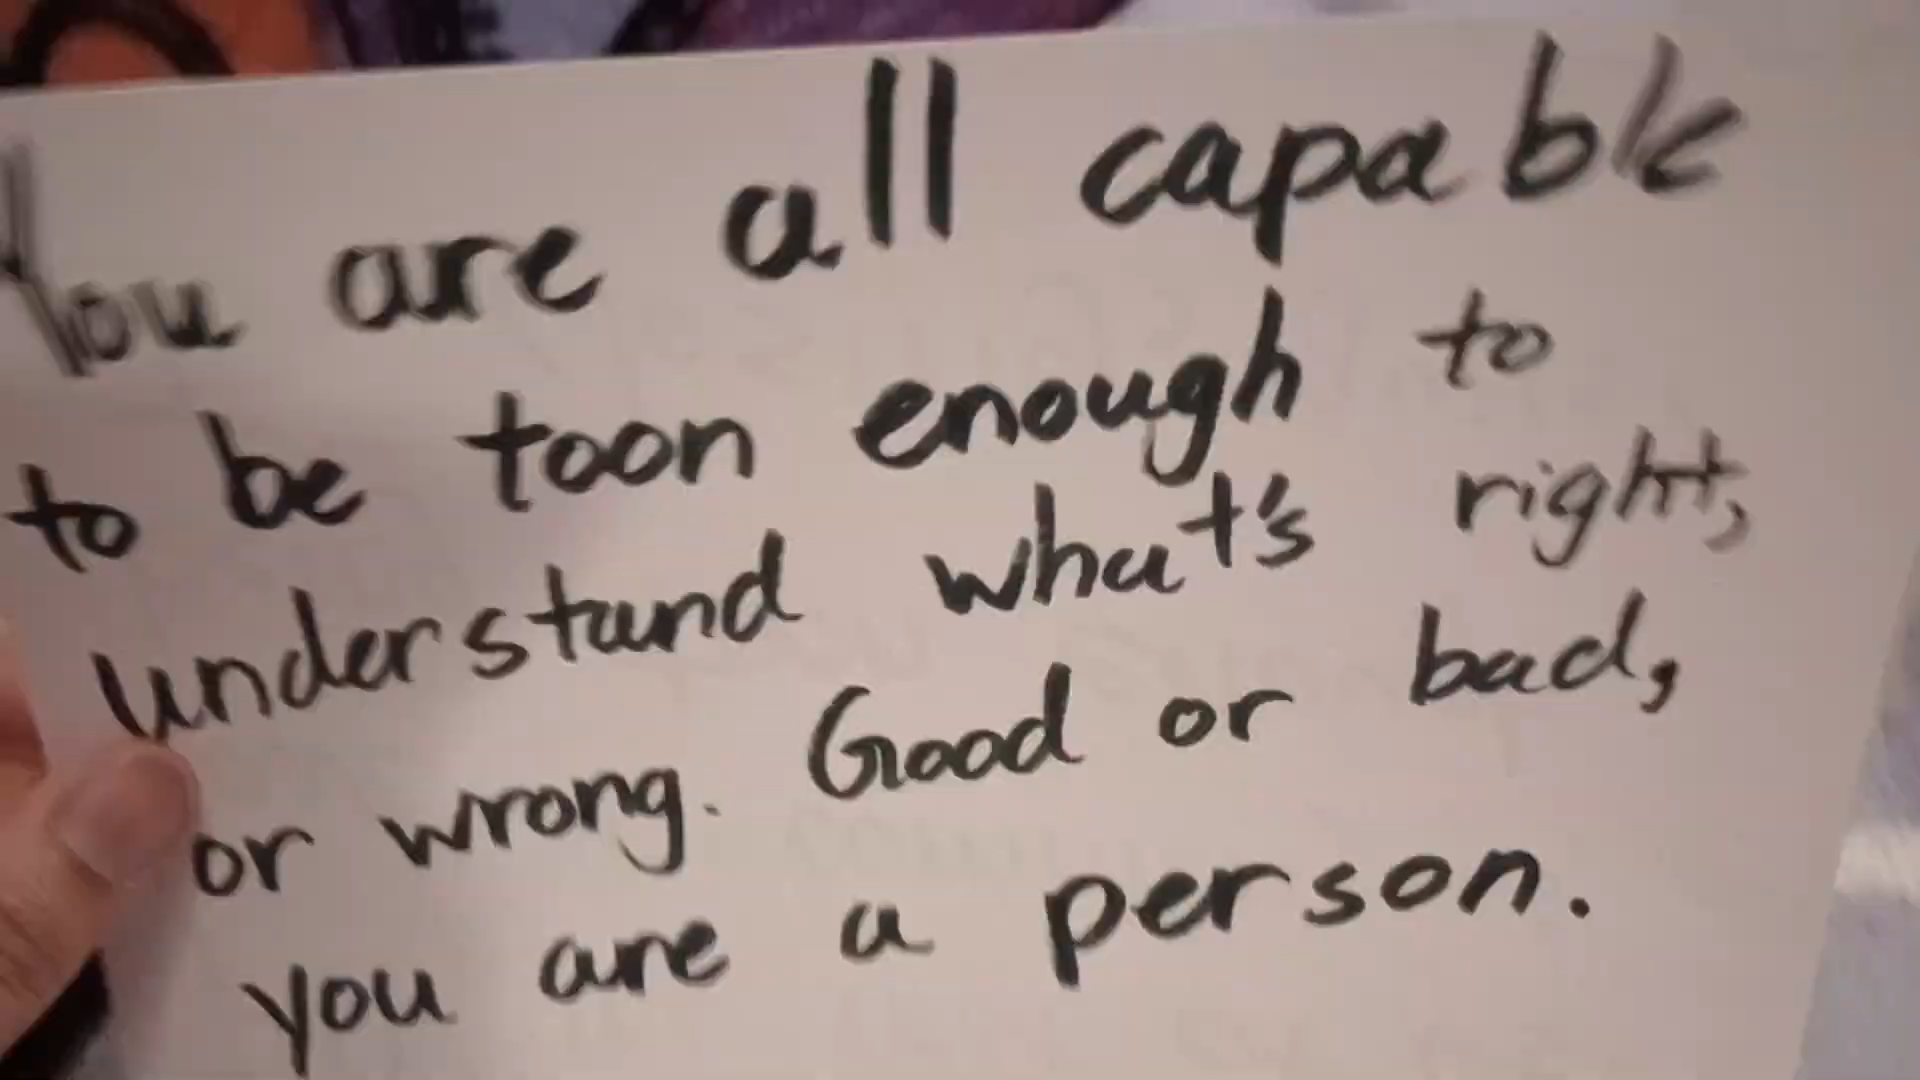 You are all capable
to be toon enough to
understand what's right,
or wrong. Good or bad,
you are a person.